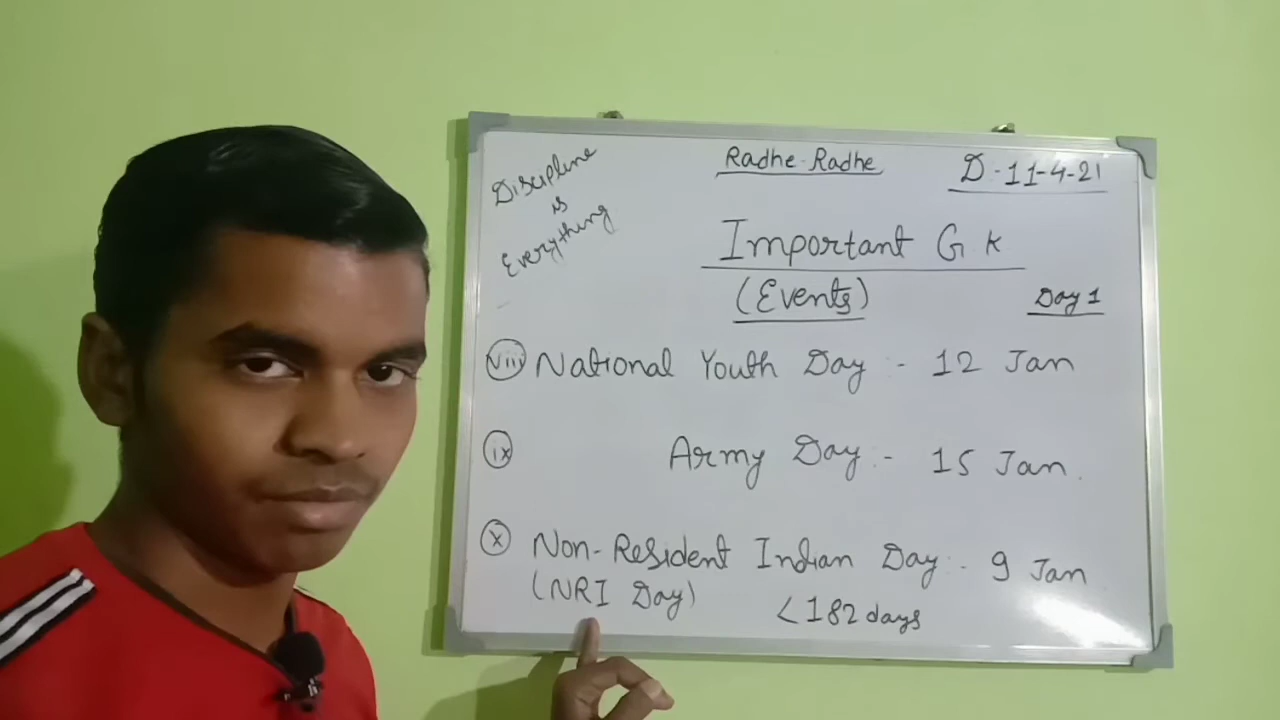 Discipline
is
Everything
Radhe-Radhe
D-11-4-21
Important Gk
(Events)
Day 1
(viii) National Youth Day :- 12 Jan
(ix) Army Day :- 15 Jan.
(x) Non-Resident Indian Day :- 9 Jan
(NRI Day) <182 days